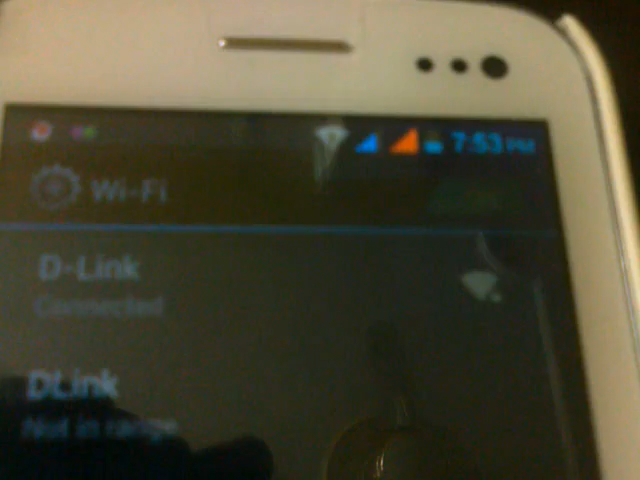 7:53 PM
Wi-Fi
D-Link
Connected
DLink
Not in range